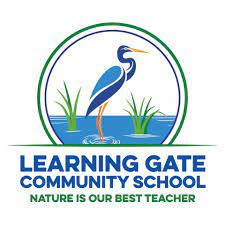 LEARNING GATE
COMMUNITY SCHOOL
NATURE IS OUR BEST TEACHER